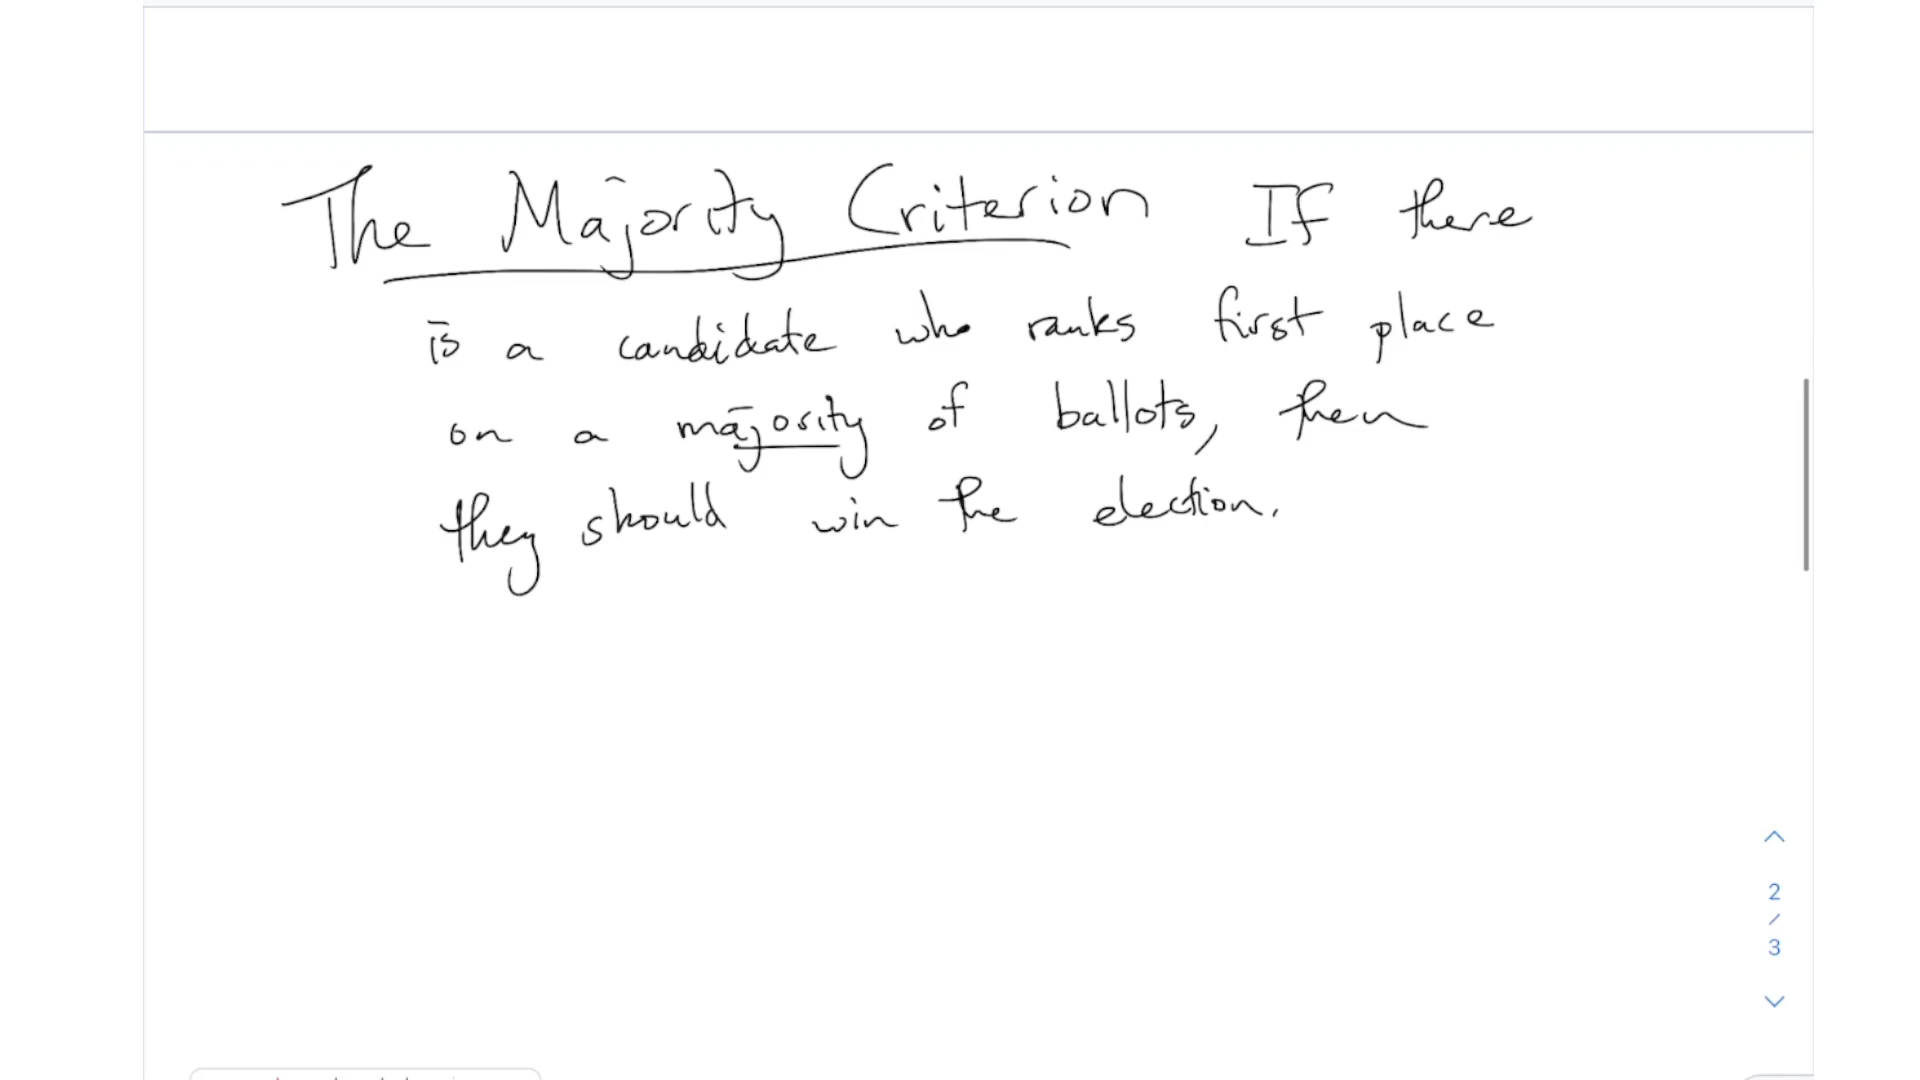 The Majority Criterion If there
is a candidate who ranks first place
on a majority of ballots, then
they should win the election.
2
/
3